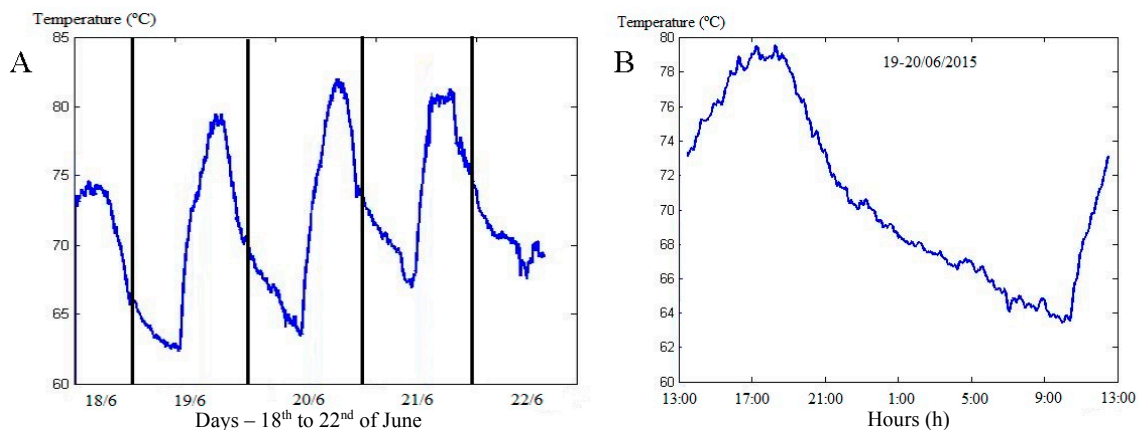 Temperature (ºC)
A
85
80
75
70
65
60
18/6 19/6 20/6 21/6 22/6
Days – 18th to 22nd of June
Temperature (ºC)
B
19-20/06/2015
80
78
76
74
72
70
68
66
64
62
60
13:00 17:00 21:00 1:00 5:00 9:00 13:00
Hours (h)